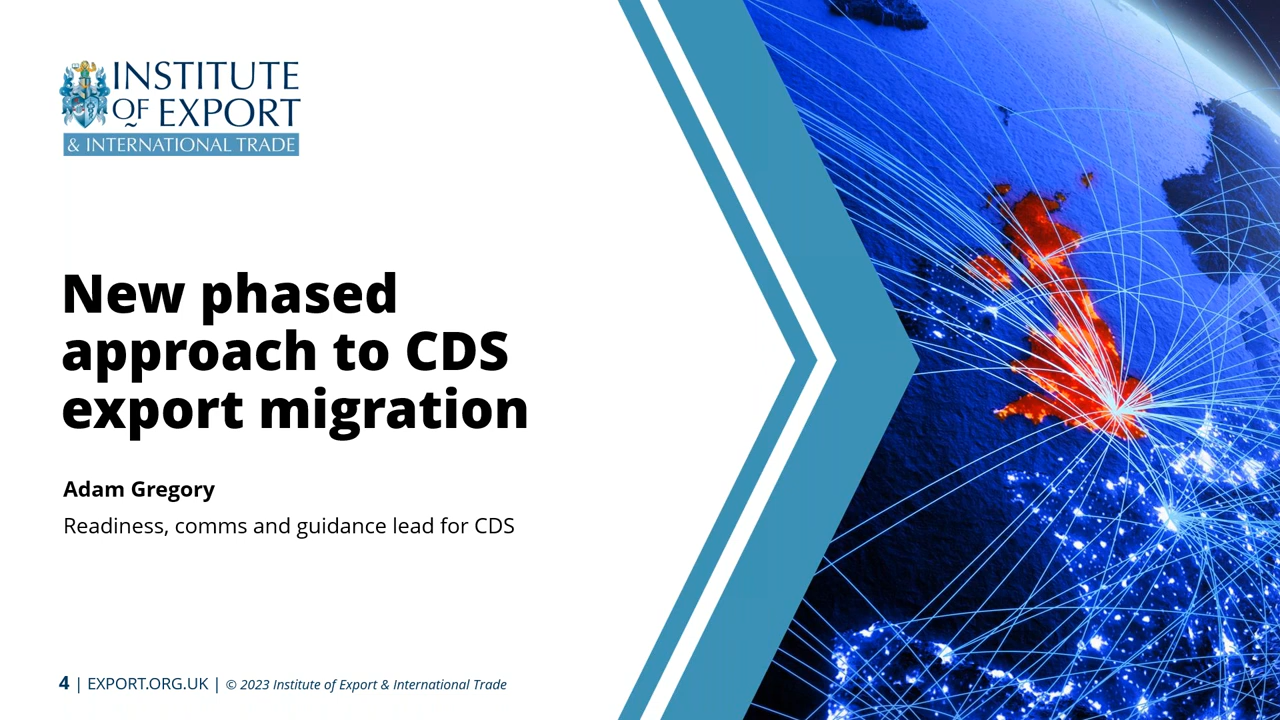 INSTITUTE
OF EXPORT
& INTERNATIONAL TRADE
New phased
approach to CDS
export migration
Adam Gregory
Readiness, comms and guidance lead for CDS
4 | EXPORT.ORG.UK | © 2023 Institute of Export & International Trade